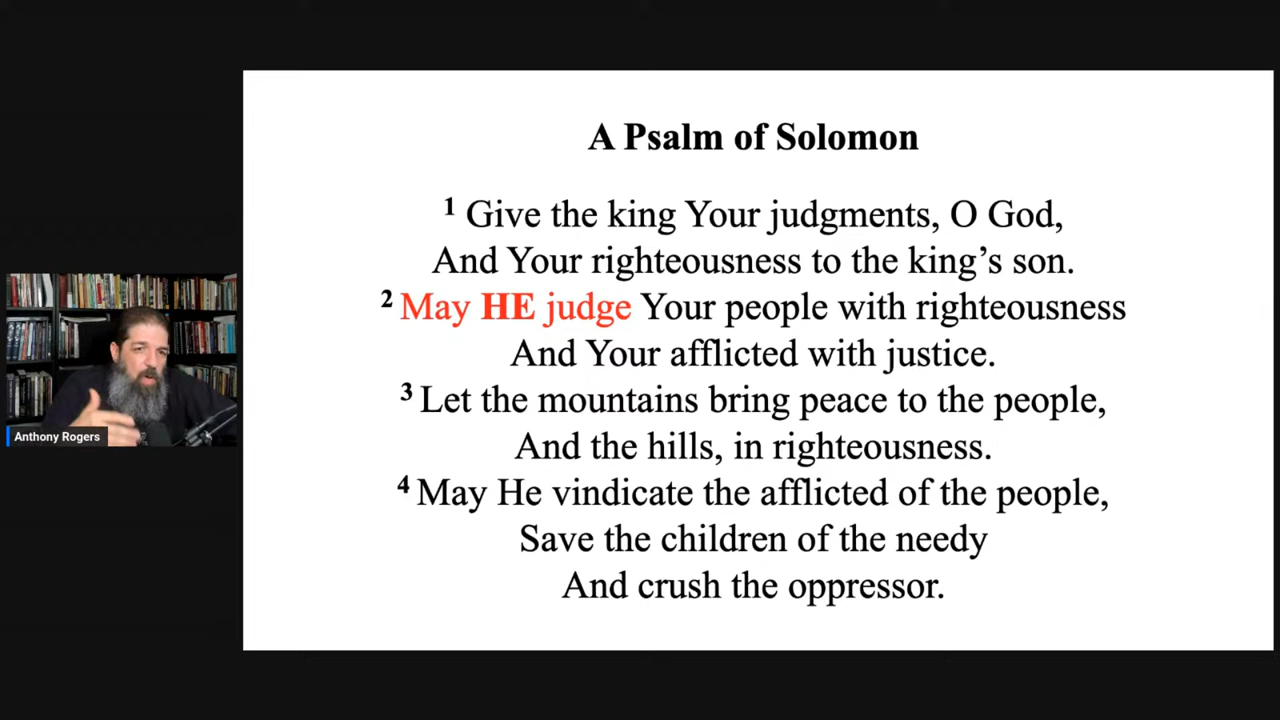 A Psalm of Solomon
1 Give the king Your judgments, O God,
And Your righteousness to the king’s son.
2 May HE judge Your people with righteousness
And Your afflicted with justice.
3 Let the mountains bring peace to the people,
And the hills, in righteousness.
4 May He vindicate the afflicted of the people,
Save the children of the needy
And crush the oppressor.
Anthony Rogers